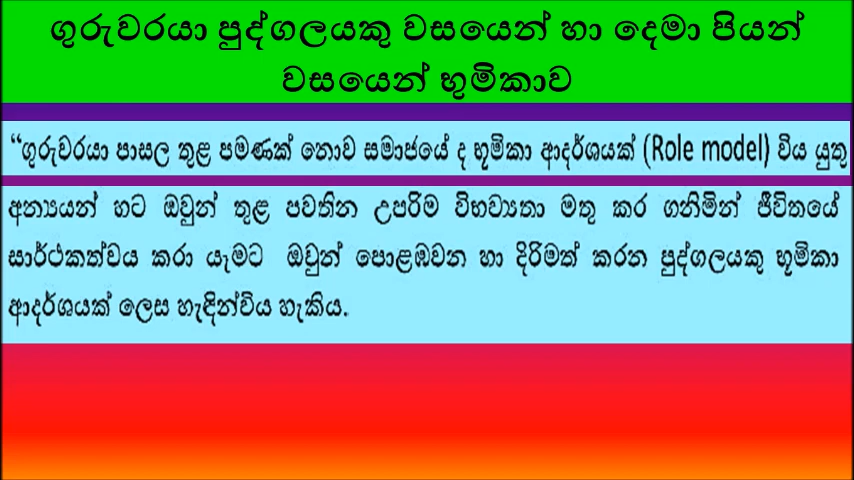 ගුරුවරයා පුද්ගලයකු වසයෙන් හා දෙමා පියන්
වසයෙන් භුමිකාව
“ගුරුවරයා පාසල තුළ පමණක් නොව සමාජයේ ද භූමිකා ආදර්ශයක් (Role model) විය යුතු
අන්‍යයන් හට ඔවුන් තුළ පවතින උපරිම විභව්‍යතා මතු කර ගනිමින් ජීවිතයේ
සාර්ථකත්වය කරා යෑමට ඔවුන් පොළඹවන හා දිරිමත් කරන පුද්ගලයකු භූමිකා
ආදර්ශයක් ලෙස හැඳින්විය හැකිය.